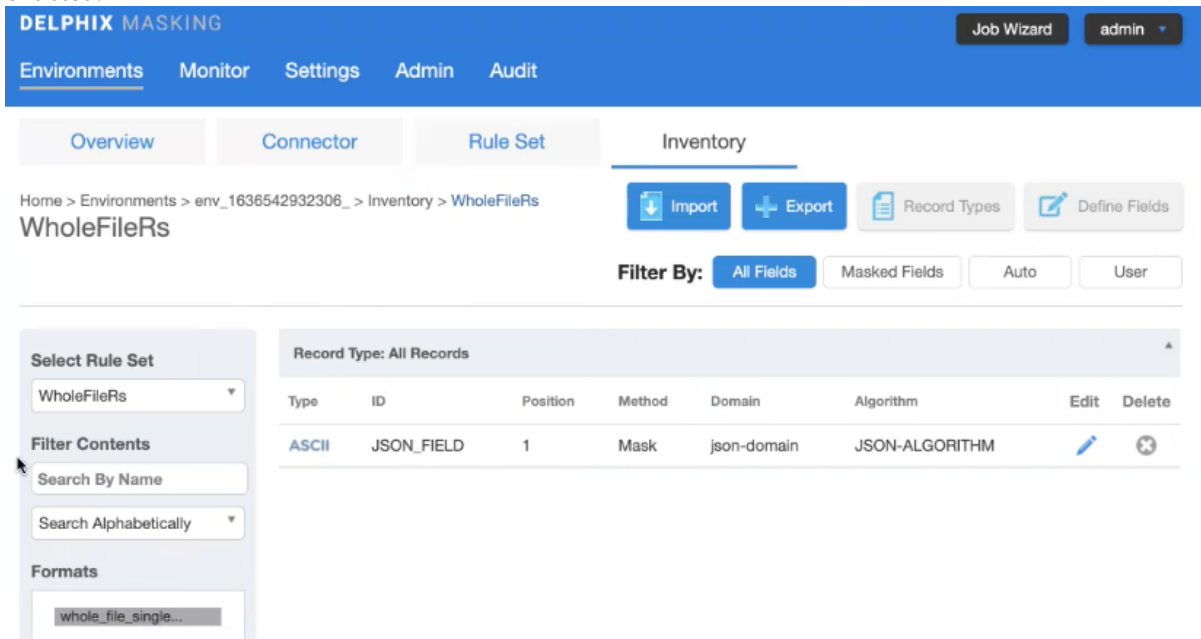 DELPHIX MASKING
Job Wizard admin
Environments Monitor Settings Admin Audit
Overview Connector Rule Set Inventory
Home > Environments > env_1636542932306_ > Inventory > WholeFileRs
WholeFileRs
Import Export Record Types Define Fields
Filter By: All Fields Masked Fields Auto User
Select Rule Set
WholeFileRs
Filter Contents
Search By Name
Search Alphabetically
Formats
whole_file_single...
Record Type: All Records
Type ID Position Method Domain Algorithm Edit Delete
ASCII JSON_FIELD 1 Mask json-domain JSON-ALGORITHM